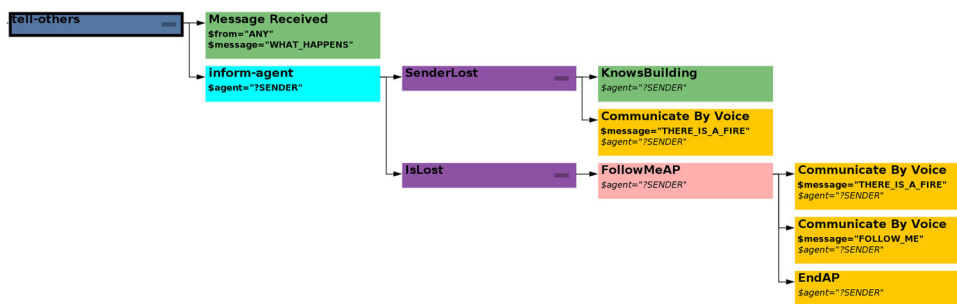 tell-others
Message Received
$from="ANY"
$message="WHAT_HAPPENS"
inform-agent
$agent="?SENDER"
SenderLost
KnowsBuilding
$agent="?SENDER"
Communicate By Voice
$message="THERE_IS_A_FIRE"
$agent="?SENDER"
IsLost
FollowMeAP
$agent="?SENDER"
Communicate By Voice
$message="THERE_IS_A_FIRE"
$agent="?SENDER"
Communicate By Voice
$message="FOLLOW_ME"
$agent="?SENDER"
EndAP
$agent="?SENDER"